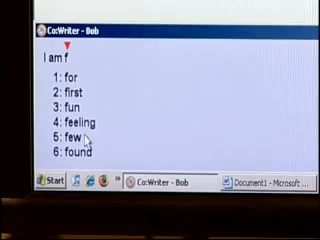 Co:Writer - Bob
I am f
1: for
2: first
3: fun
4: feeling
5: few
6: found
Start
»
Co:Writer - Bob
Document1 - Microsoft ...